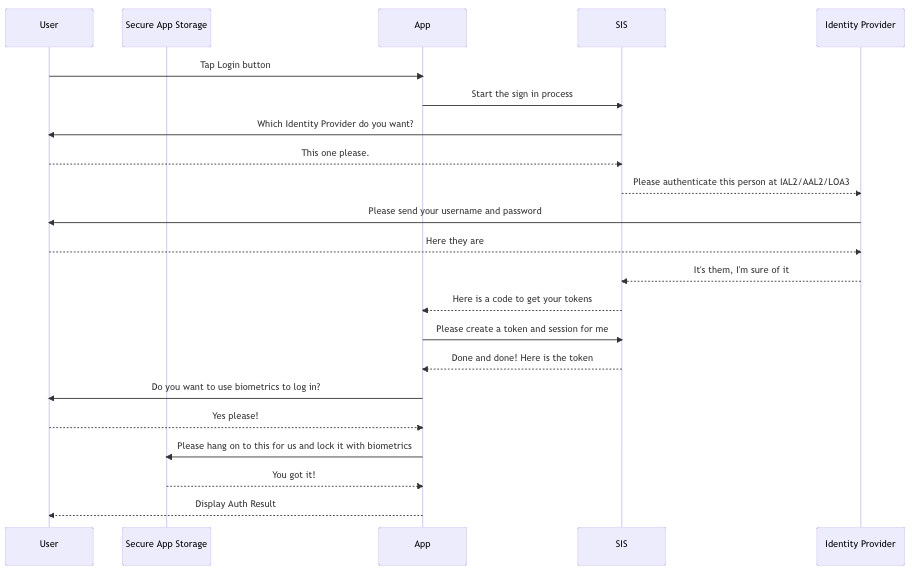 User
Secure App Storage
App
SIS
Identity Provider
Tap Login button
Start the sign in process
Which Identity Provider do you want?
This one please.
Please authenticate this person at IAL2/AAL2/LOA3
Please send your username and password
Here they are
It's them, I'm sure of it
Here is a code to get your tokens
Please create a token and session for me
Done and done! Here is the token
Do you want to use biometrics to log in?
Yes please!
Please hang on to this for us and lock it with biometrics
You got it!
Display Auth Result
User
Secure App Storage
App
SIS
Identity Provider